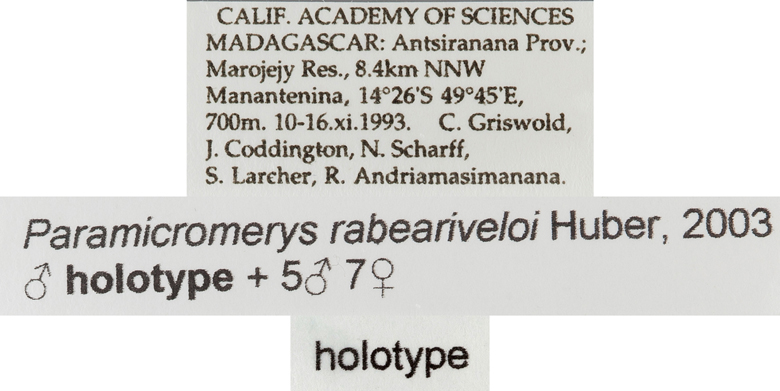 CALIF. ACADEMY OF SCIENCES
MADAGASCAR: Antsiranana Prov.;
Marojejy Res., 8.4km NNW
Manantenina, 14°26'S 49°45'E,
700m. 10-16.xi.1993. C. Griswold,
J. Coddington, N. Scharff,
S. Larcher, R. Andriamasimanana.
Paramicromerys rabeariveloi Huber, 2003
♂ holotype + 5♂ 7♀
holotype